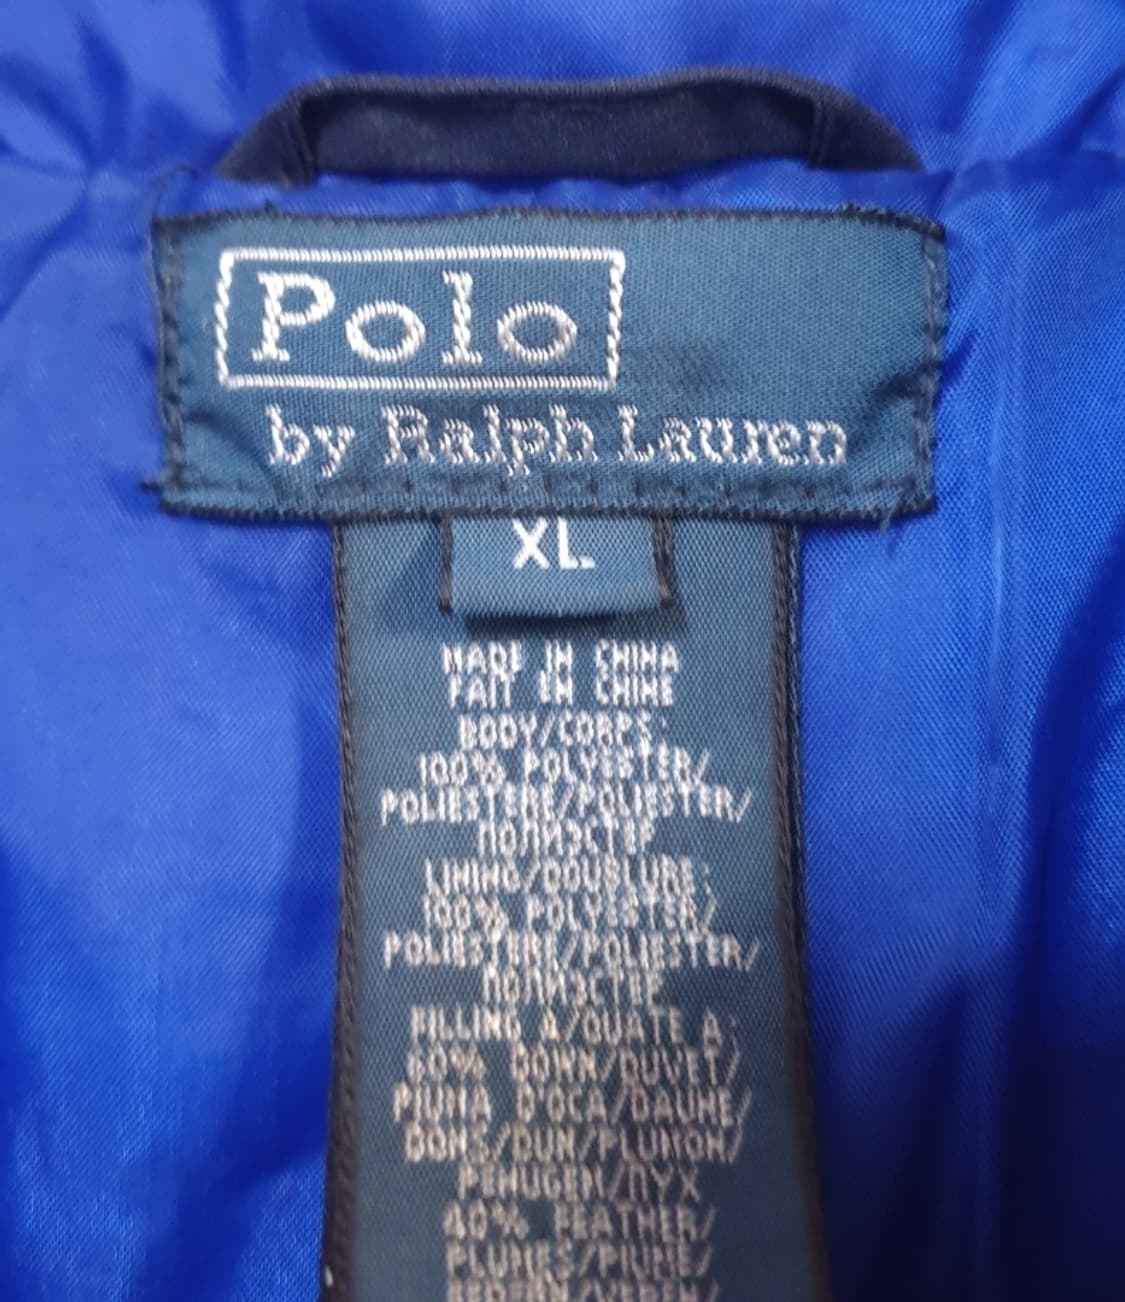 Polo
by Ralph Lauren
XL
MADE IN CHINA
FAIT EN CHINE
BODY/CORPS:
100% POLYESTER/
POLIESTERE/POLIESTER/
ПОЛИЭСТЕР
LINING/DOUBLURE:
100% POLYESTER/
POLIESTERE/POLIESTER/
ПОЛИЭСТЕР
FILLING A/OUATE A:
60% DOWN/DUVET/
PIUMA D'OCA/DAUNE/
DONS/DUN/PLUMON/
PENUGEM/ПУХ
40% FEATHER/
PLUMES/PIUME/